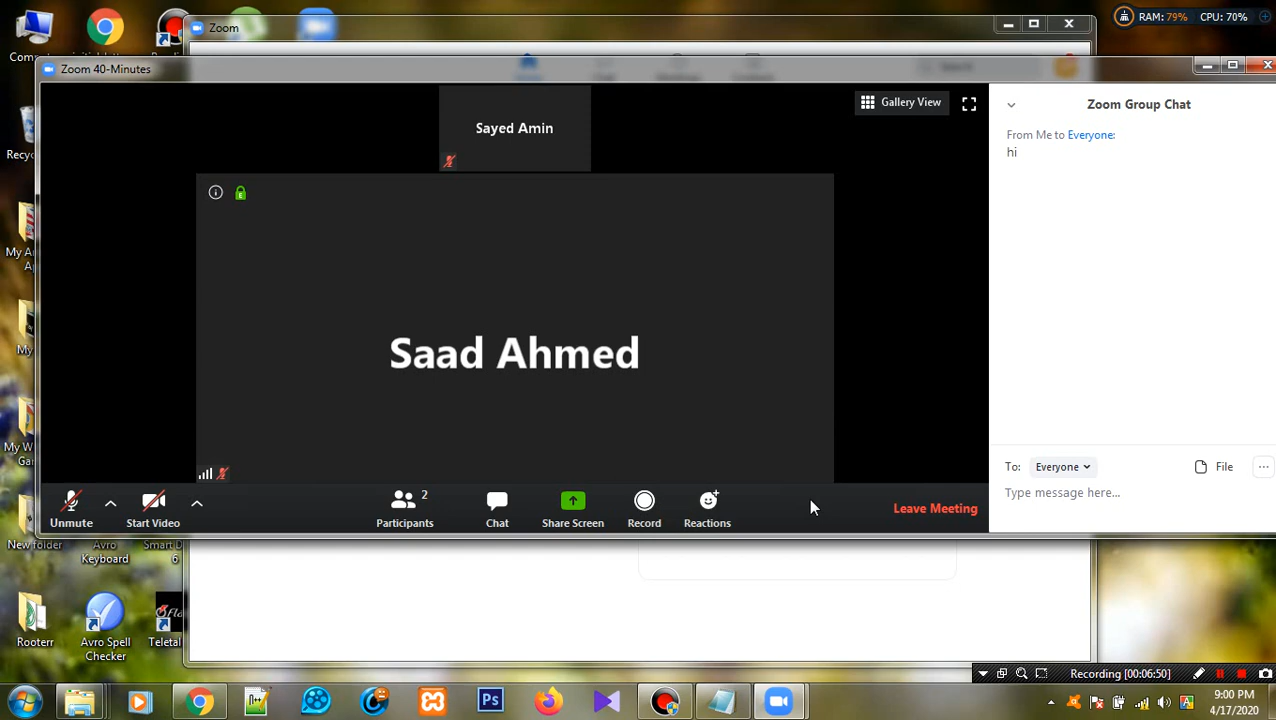 RAM: 79% CPU: 70%
Zoom
Zoom 40-Minutes
Sayed Amin
Gallery View
Zoom Group Chat
From Me to Everyone:
hi
E
Saad Ahmed
Unmute
Start Video
2
Participants
Chat
Share Screen
Record
Reactions
Leave Meeting
To: Everyone
File
Type message here...
New folder
Avro Keyboard
Smart D
6
Rooterr
Avro Spell Checker
Teletal
Recording [00:06:50]
Ps
9:00 PM
4/17/2020